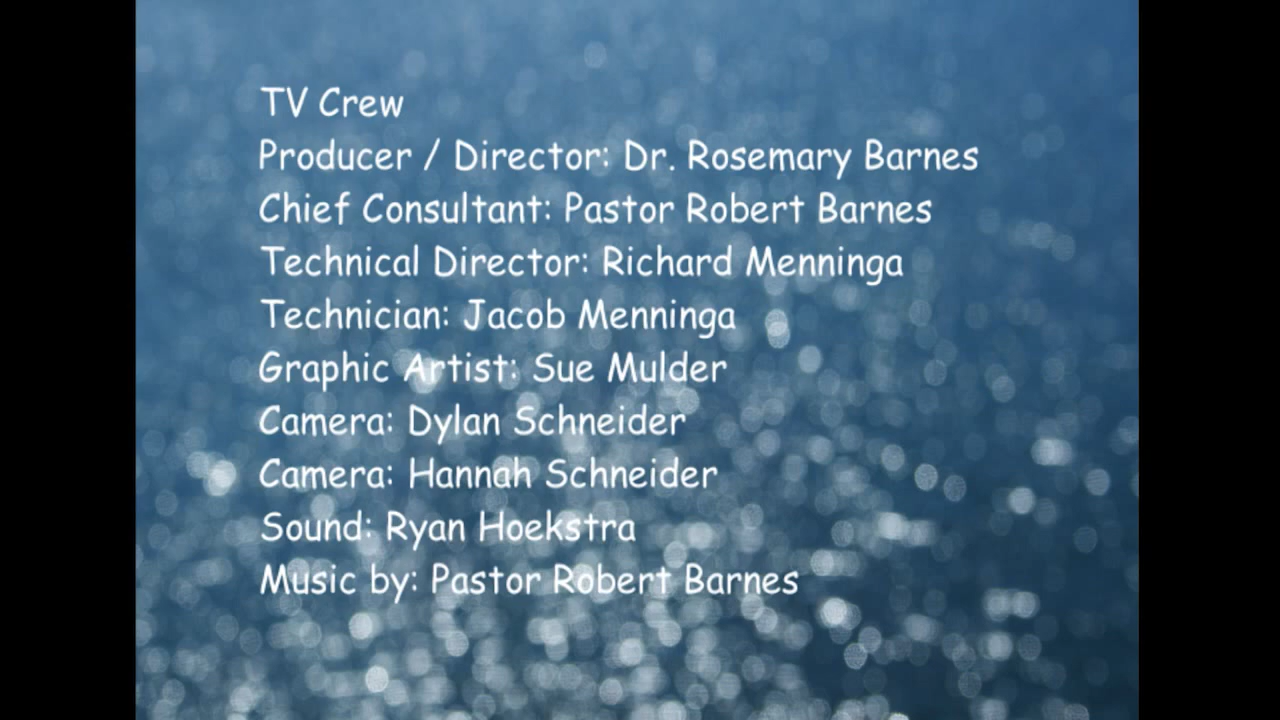 TV Crew
Producer / Director: Dr. Rosemary Barnes
Chief Consultant: Pastor Robert Barnes
Technical Director: Richard Menninga
Technician: Jacob Menninga
Graphic Artist: Sue Mulder
Camera: Dylan Schneider
Camera: Hannah Schneider
Sound: Ryan Hoekstra
Music by: Pastor Robert Barnes